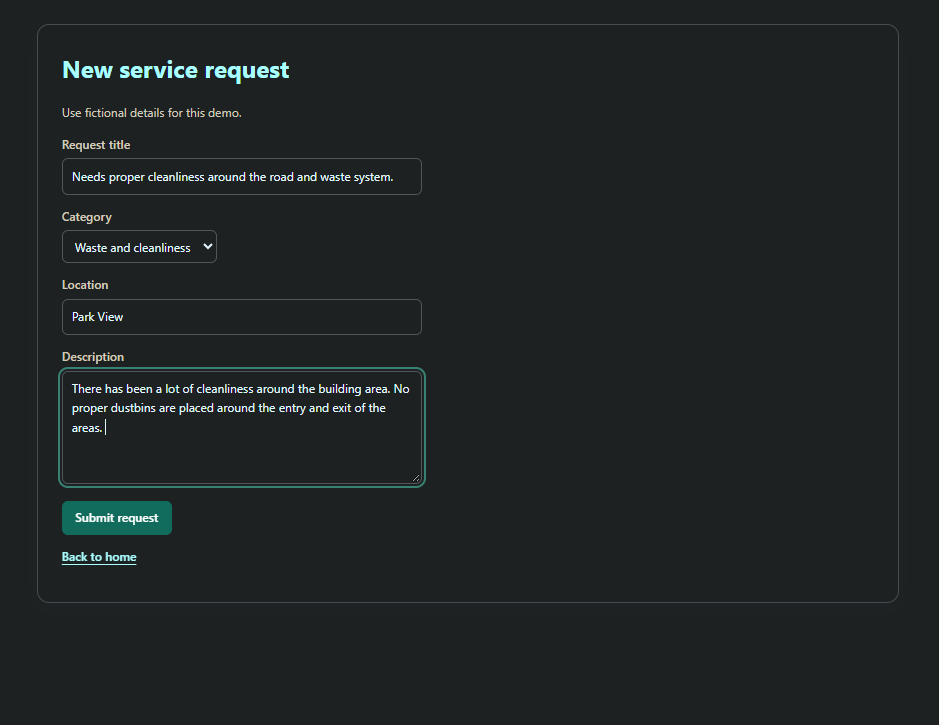 New service request
Use fictional details for this demo.
Request title
Needs proper cleanliness around the road and waste system.
Category
Waste and cleanliness
Location
Park View
Description
There has been a lot of cleanliness around the building area. No
proper dustbins are placed around the entry and exit of the
areas.
Submit request
Back to home